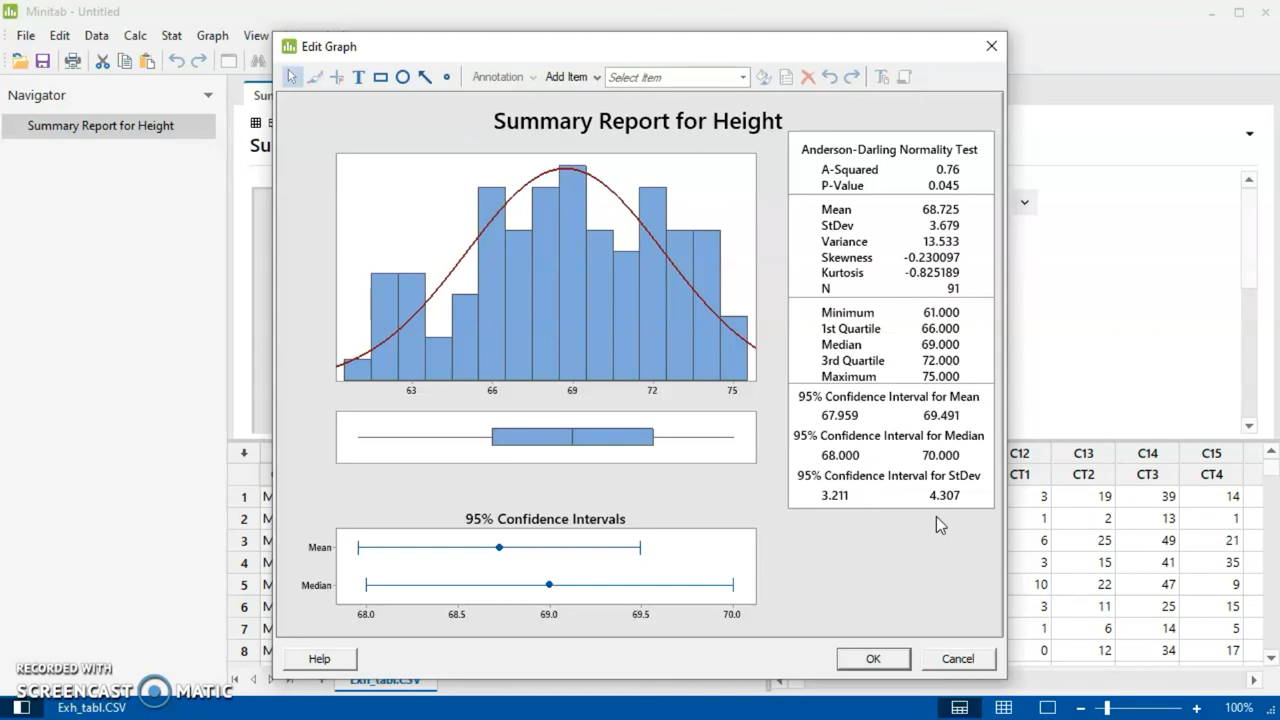 Minitab - Untitled
File Edit Data Calc Stat Graph View
Edit Graph
Annotation Add Item Select Item
Navigator
Summary Report for Height
Summary Report for Height
Anderson-Darling Normality Test
A-Squared 0.76
P-Value 0.045
Mean 68.725
StDev 3.679
Variance 13.533
Skewness -0.230097
Kurtosis -0.825189
N 91
Minimum 61.000
1st Quartile 66.000
Median 69.000
3rd Quartile 72.000
Maximum 75.000
95% Confidence Interval for Mean
67.959 69.491
95% Confidence Interval for Median
68.000 70.000
95% Confidence Interval for StDev
3.211 4.307
63 66 69 72 75
95% Confidence Intervals
Mean
Median
68.0 68.5 69.0 69.5 70.0
Help OK Cancel
C12 C13 C14 C15
CT1 CT2 CT3 CT4
1 M 3 19 39 14
2 M 1 2 13 1
3 M 6 25 49 21
4 M 3 15 41 35
5 M 10 22 47 9
6 M 3 11 25 15
7 M 1 6 14 5
8 M 0 12 34 17
Exh_tabl.CSV
RECORDED WITH
SCREENCAST MATIC
Exh_tabl.CSV
100%